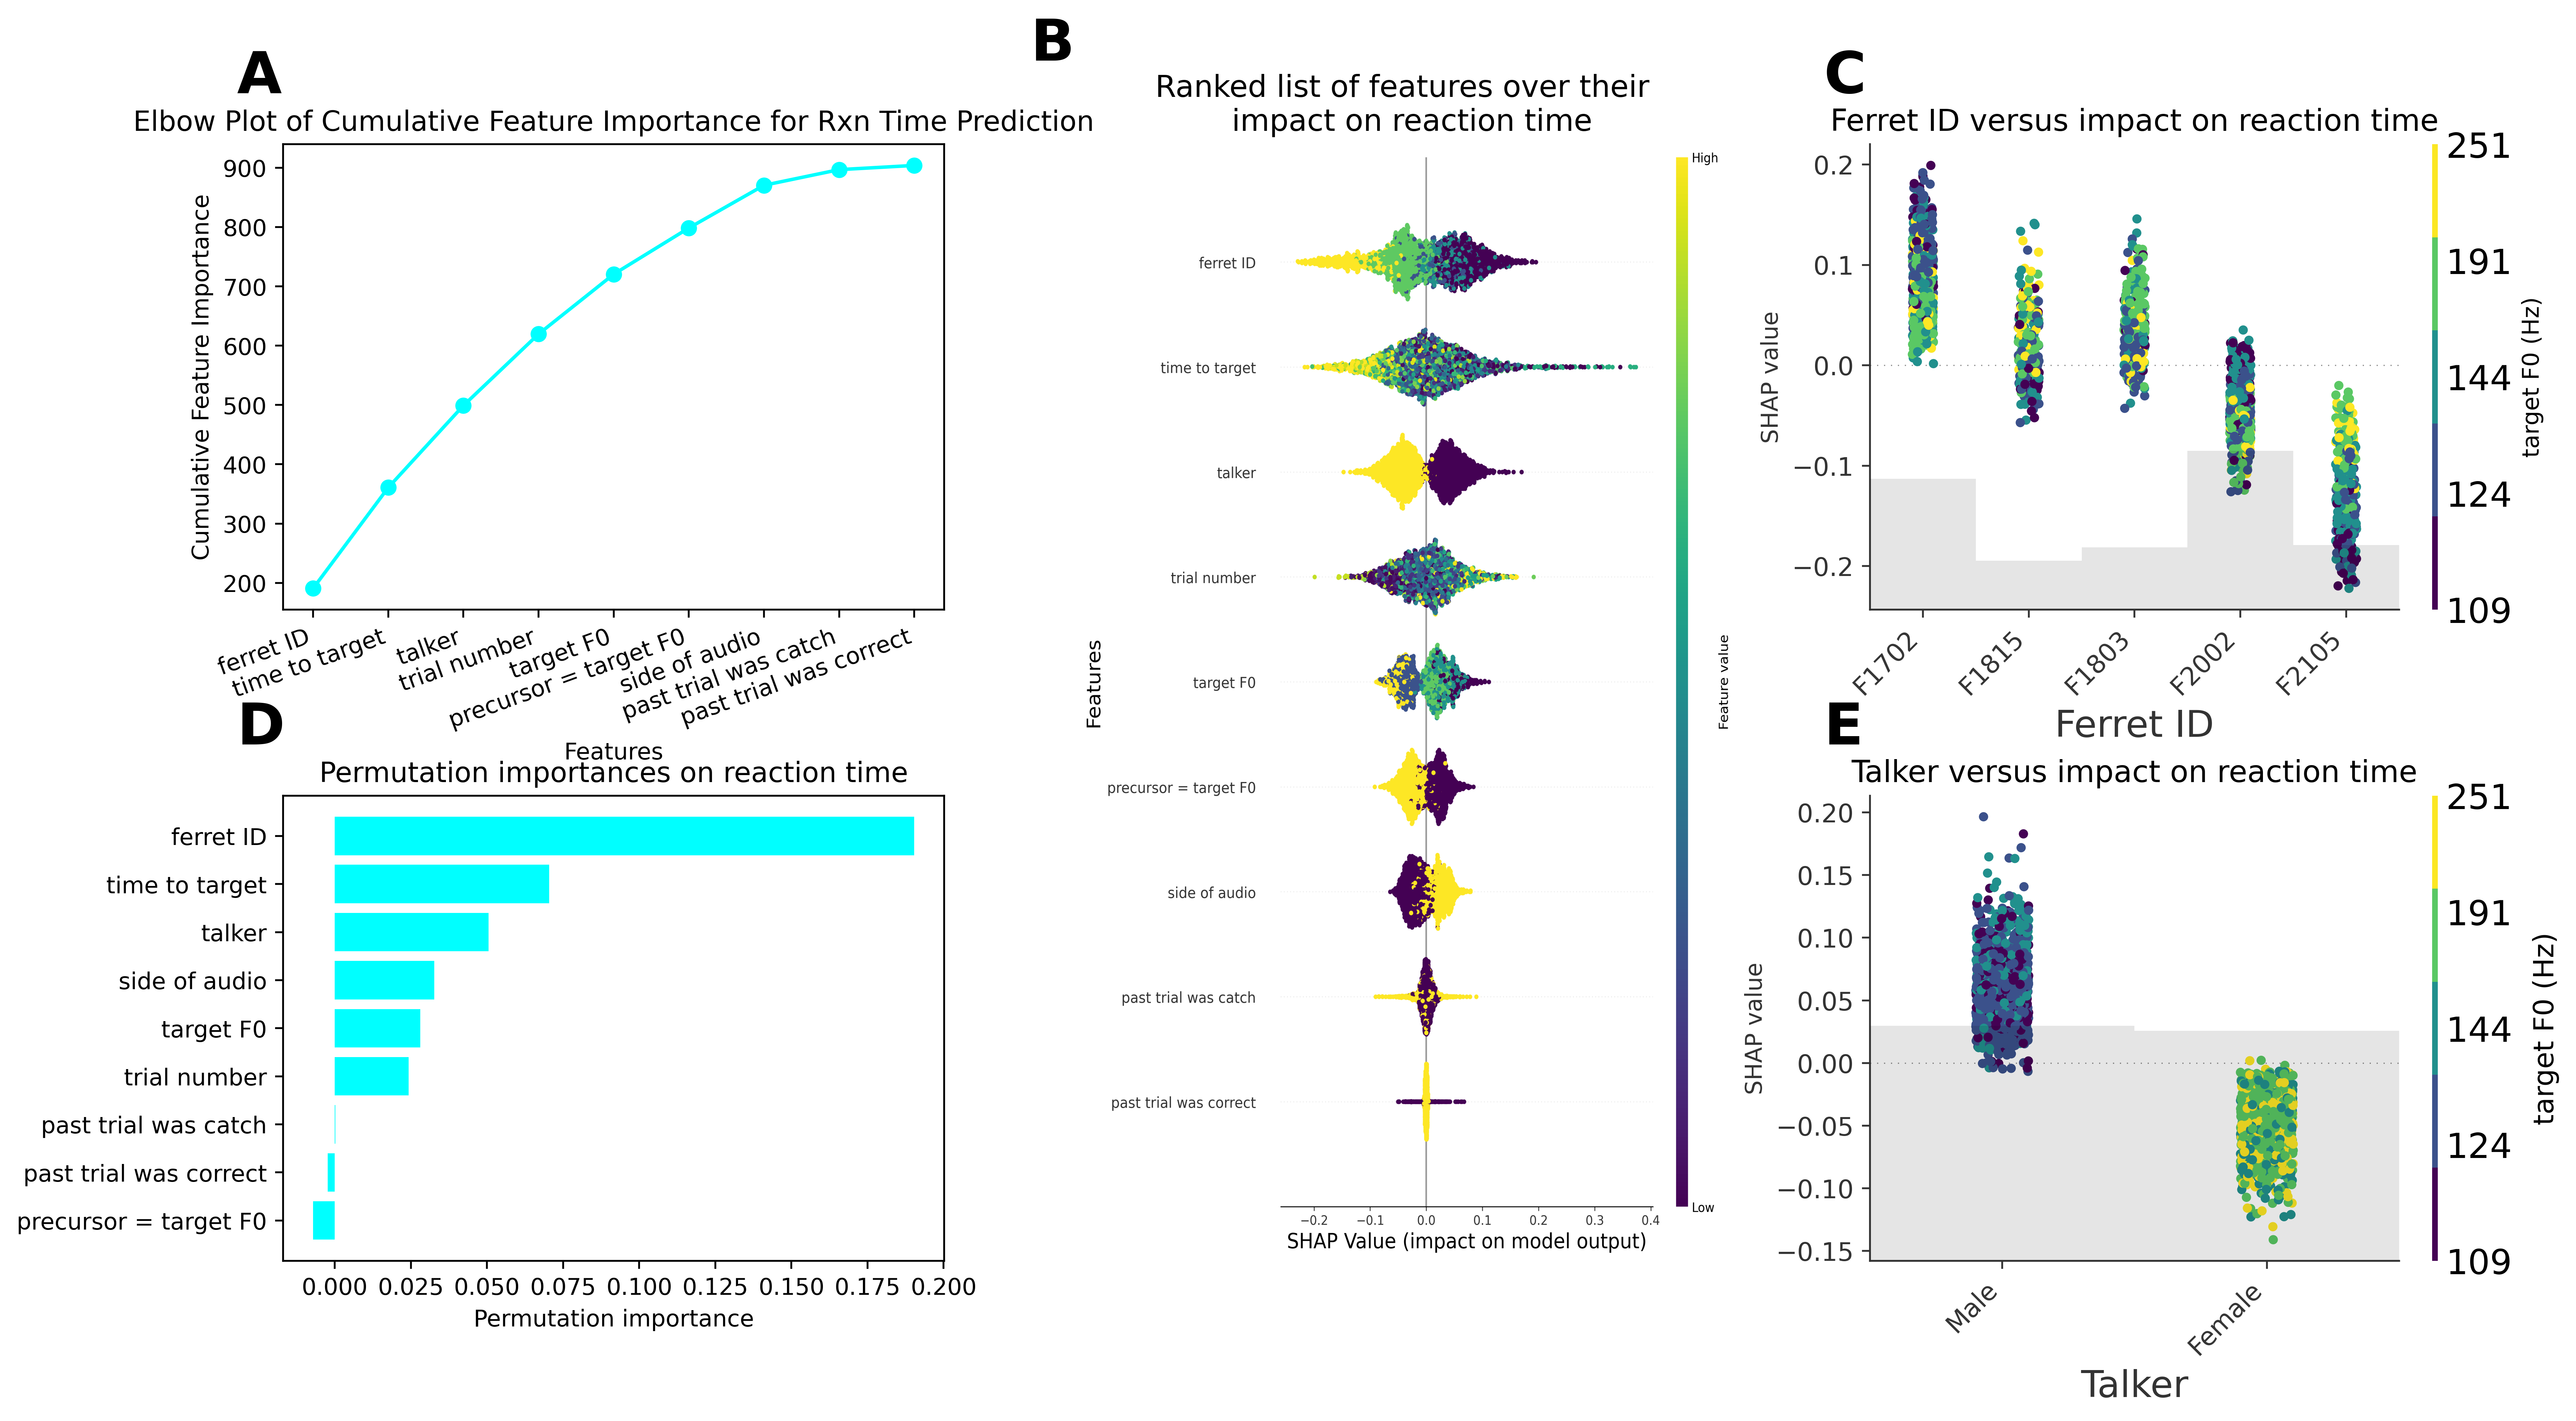 A
Elbow Plot of Cumulative Feature Importance for Rxn Time Prediction
Cumulative Feature Importance
900
800
700
600
500
400
300
200
ferret ID
time to target
talker
trial number
target F0
precursor = target F0
side of audio
past trial was catch
past trial was correct
Features
B
Ranked list of features over their
impact on reaction time
Features
ferret ID
time to target
talker
trial number
target F0
precursor = target F0
side of audio
past trial was catch
past trial was correct
−0.2 −0.1 0.0 0.1 0.2 0.3 0.4
SHAP Value (impact on model output)
High
Low
Feature value
C
Ferret ID versus impact on reaction time
SHAP value
0.2
0.1
0.0
−0.1
−0.2
F1702
F1815
F1803
F2002
F2105
Ferret ID
251
191
144
124
109
target F0 (Hz)
D
Permutation importances on reaction time
ferret ID
time to target
talker
side of audio
target F0
trial number
past trial was catch
past trial was correct
precursor = target F0
0.000 0.025 0.050 0.075 0.100 0.125 0.150 0.175 0.200
Permutation importance
E
Talker versus impact on reaction time
SHAP value
0.20
0.15
0.10
0.05
0.00
−0.05
−0.10
−0.15
Male
Female
Talker
251
191
144
124
109
target F0 (Hz)